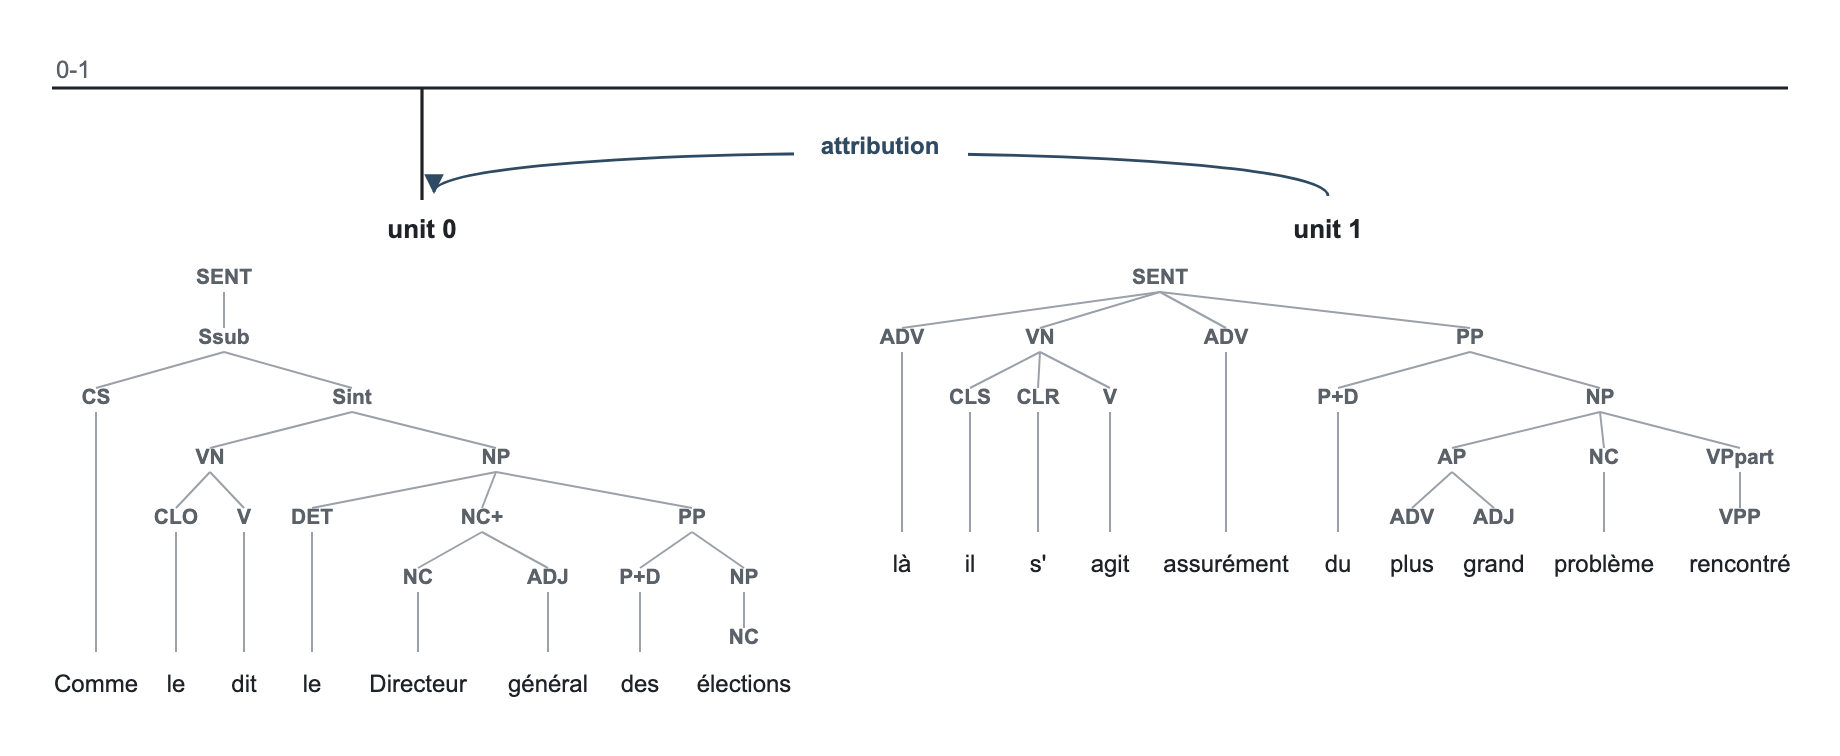 0-1
attribution
unit 0 unit 1
SENT SENT
Ssub ADV VN ADV PP
CS Sint CLS CLR V P+D NP
VN NP AP NC VPpart
CLO V DET NC+ PP ADV ADJ VPP
là il s' agit assurément du plus grand problème rencontré
NC ADJ P+D NP
NC
Comme le dit le Directeur général des élections